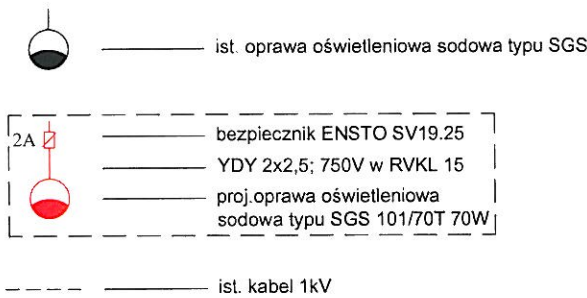 ist. oprawa oświetleniowa sodowa typu SGS
2A
bezpiecznik ENSTO SV19.25
YDY 2x2,5; 750V w RVKL 15
proj.oprawa oświetleniowa
sodowa typu SGS 101/70T 70W
ist. kabel 1kV